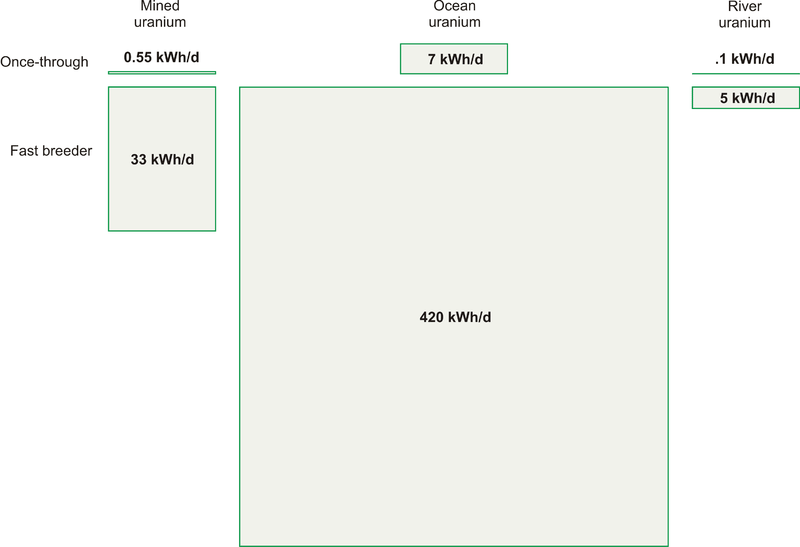 Mined
uranium
Ocean
uranium
River
uranium
Once-through
0.55 kWh/d
7 kWh/d
.1 kWh/d
Fast breeder
33 kWh/d
420 kWh/d
5 kWh/d